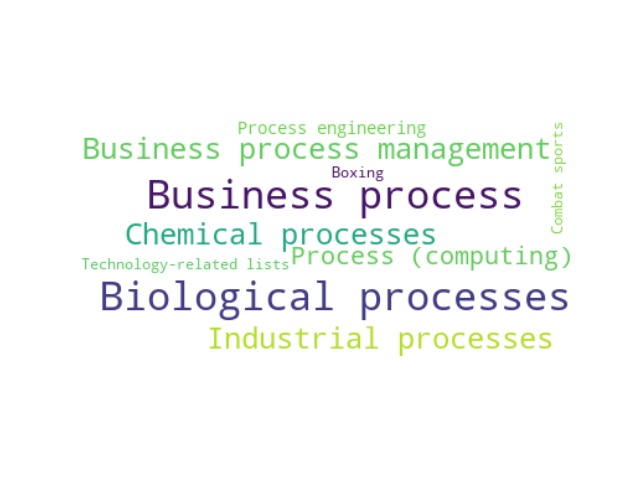 Process engineering
Business process management
Combat sports
Boxing
Business process
Chemical processes
Process (computing)
Technology-related lists
Biological processes
Industrial processes